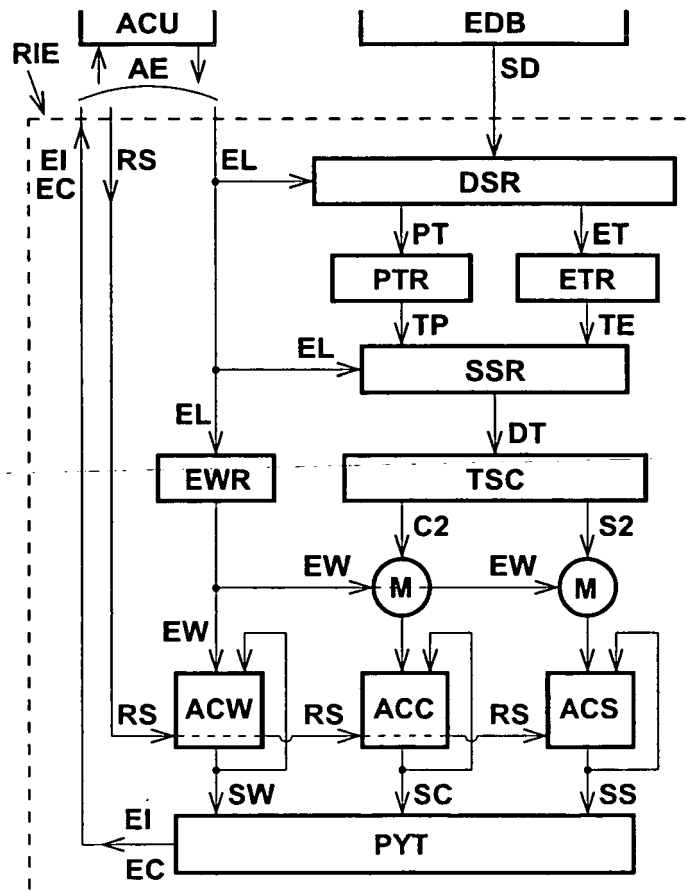 ACU
EDB
RIE
AE
SD
EI
EC
RS
EL
DSR
PT
ET
PTR
ETR
TP
TE
EL
SSR
EL
DT
EWR
TSC
C2
S2
EW
M
EW
M
EW
RS
ACW
RS
ACC
RS
ACS
SW
SC
SS
EI
EC
PYT